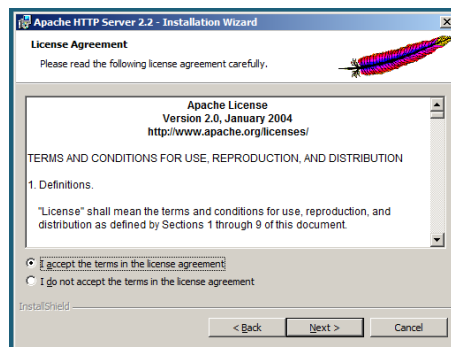 Apache HTTP Server 2.2 - Installation Wizard
License Agreement
Please read the following license agreement carefully.
Apache License
Version 2.0, January 2004
http://www.apache.org/licenses/
TERMS AND CONDITIONS FOR USE, REPRODUCTION, AND DISTRIBUTION
1. Definitions.
"License" shall mean the terms and conditions for use, reproduction, and
distribution as defined by Sections 1 through 9 of this document.
I accept the terms in the license agreement
I do not accept the terms in the license agreement
InstallShield
< Back Next > Cancel